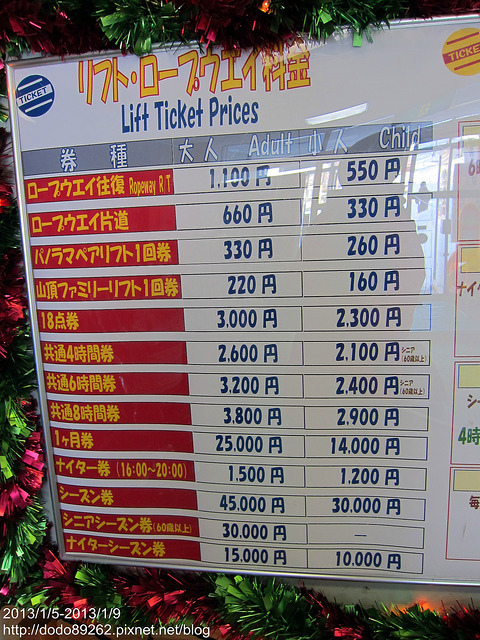 リフト・ロープウエイ料金
TICKET
TICKE
Lift Ticket Prices
券種 大人 Adult 小人 Child
ロープウエイ往復 Ropeway R/T 1,100 円 550 円
ロープウエイ片道 660 円 330 円
パノラマペアリフト1回券 330 円 260 円
山頂ファミリーリフト1回券 220 円 160 円
18点券 3,000 円 2,300 円
共通4時間券 2,600 円 2,100 円 シニア (60歳以上)
共通6時間券 3,200 円 2,400 円 シニア (60歳以上)
共通8時間券 3,800 円 2,900 円
1ヶ月券 25,000 円 14,000 円
ナイター券 (16:00~20:00) 1,500 円 1,200 円
シーズン券 45,000 円 30,000 円
シニアシーズン券(60歳以上) 30,000 円 —
ナイターシーズン券 15,000 円 10,000 円
ナイ
シー
4時
毎
2013/1/5-2013/1/9
http://dodo89262.pixnet.net/blog